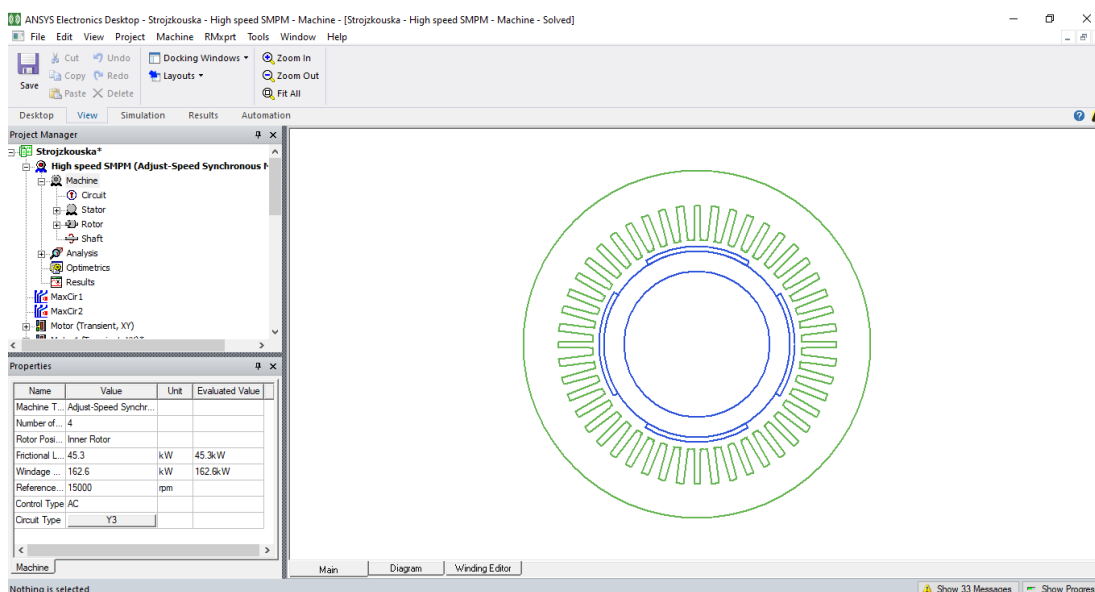 ANSYS Electronics Desktop - Strojzkouska - High speed SMPM - Machine - [Strojzkouska - High speed SMPM - Machine - Solved]
File Edit View Project Machine RMxprt Tools Window Help
Save
Cut Undo
Copy Redo
Paste Delete
Docking Windows
Layouts
Zoom In
Zoom Out
Fit All
Desktop View Simulation Results Automation
Project Manager
Strojzkouska*
High speed SMPM (Adjust-Speed Synchronous
Machine
Circuit
Stator
Rotor
Shaft
Analysis
Optimetrics
Results
MaxCir1
MaxCir2
Motor (Transient, XY)
Properties
Name Value Unit Evaluated Value
Machine T... Adjust-Speed Synchr...
Number of... 4
Rotor Posi... Inner Rotor
Frictional L... 45.3 kW 45.3kW
Windage ... 162.6 kW 162.6kW
Reference... 15000 rpm
Control Type AC
Circuit Type Y3
Machine
Main Diagram Winding Editor
Nothing is selected
Show 33 Messages Show Progres